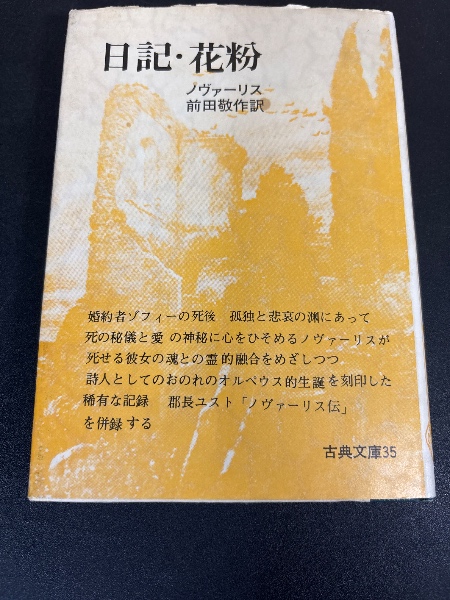 日記・花粉
ノヴァーリス
前田敬作訳
婚約者ゾフィーの死後 孤独と悲哀の淵にあって
死の秘儀と愛の神秘に心をひそめるノヴァーリスが
死せる彼女の魂との霊的融合をめざしつつ
詩人としてのおのれのオルペウス的生誕を刻印した
稀有な記録 郡長ユスト「ノヴァーリス伝」
を併録する
古典文庫35